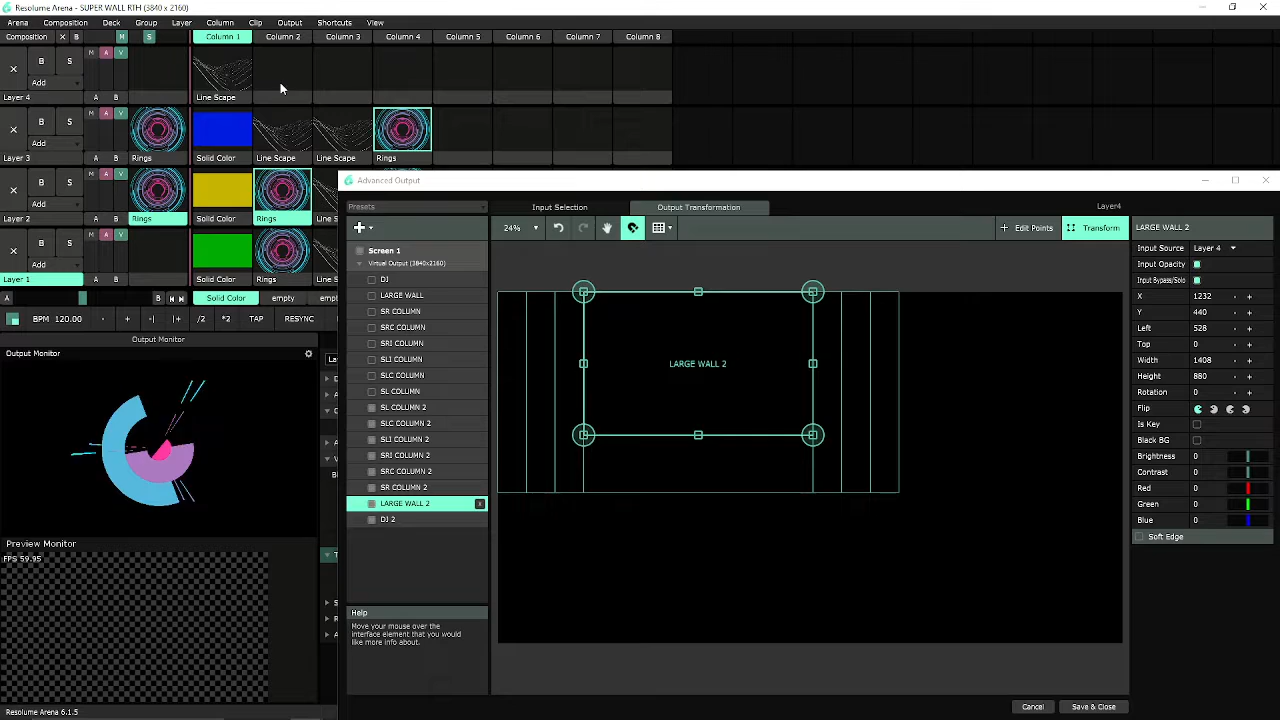 Resolume Arena - SUPER WALL RTH (3840 x 2160)
Arena Composition Deck Group Layer Column Clip Output Shortcuts View
Composition X B M S Column 1 Column 2 Column 3 Column 4 Column 5 Column 6 Column 7 Column 8
B S M A V
Add
Layer 4 A B Line Scape
B S M A V
Add
Layer 3 A B Rings Solid Color Line Scape Line Scape Rings
B S M A V
Add
Layer 2 A B Rings Solid Color Rings
B S M A V
Add
Layer 1 A B Solid Color Rings
A B Solid Color empty
BPM 120.00 - + -| |+ /2 *2 TAP RESYNC
Output Monitor
Output Monitor
Preview Monitor
FPS 59.95
Resolume Arena 6.1.5
Advanced Output
Presets
Input Selection Output Transformation Layer4
24% Edit Points Transform
Screen 1
Virtual Output (3840x2160)
DJ
LARGE WALL
SR COLUMN
SRC COLUMN
SRI COLUMN
SLI COLUMN
SLC COLUMN
SL COLUMN
SL COLUMN 2
SLC COLUMN 2
SLI COLUMN 2
SRI COLUMN 2
SRC COLUMN 2
SR COLUMN 2
LARGE WALL 2
DJ 2
Help
Move your mouse over the
interface element that you would
like more info about.
LARGE WALL 2
LARGE WALL 2
Input Source Layer 4
Input Opacity
Input Bypass/Solo
X 1232 - +
Y 440 - +
Left 528 - +
Top 0 - +
Width 1408 - +
Height 880 - +
Rotation 0 - +
Flip
Is Key
Black BG
Brightness 0
Contrast 0
Red 0
Green 0
Blue 0
Soft Edge
Cancel Save & Close